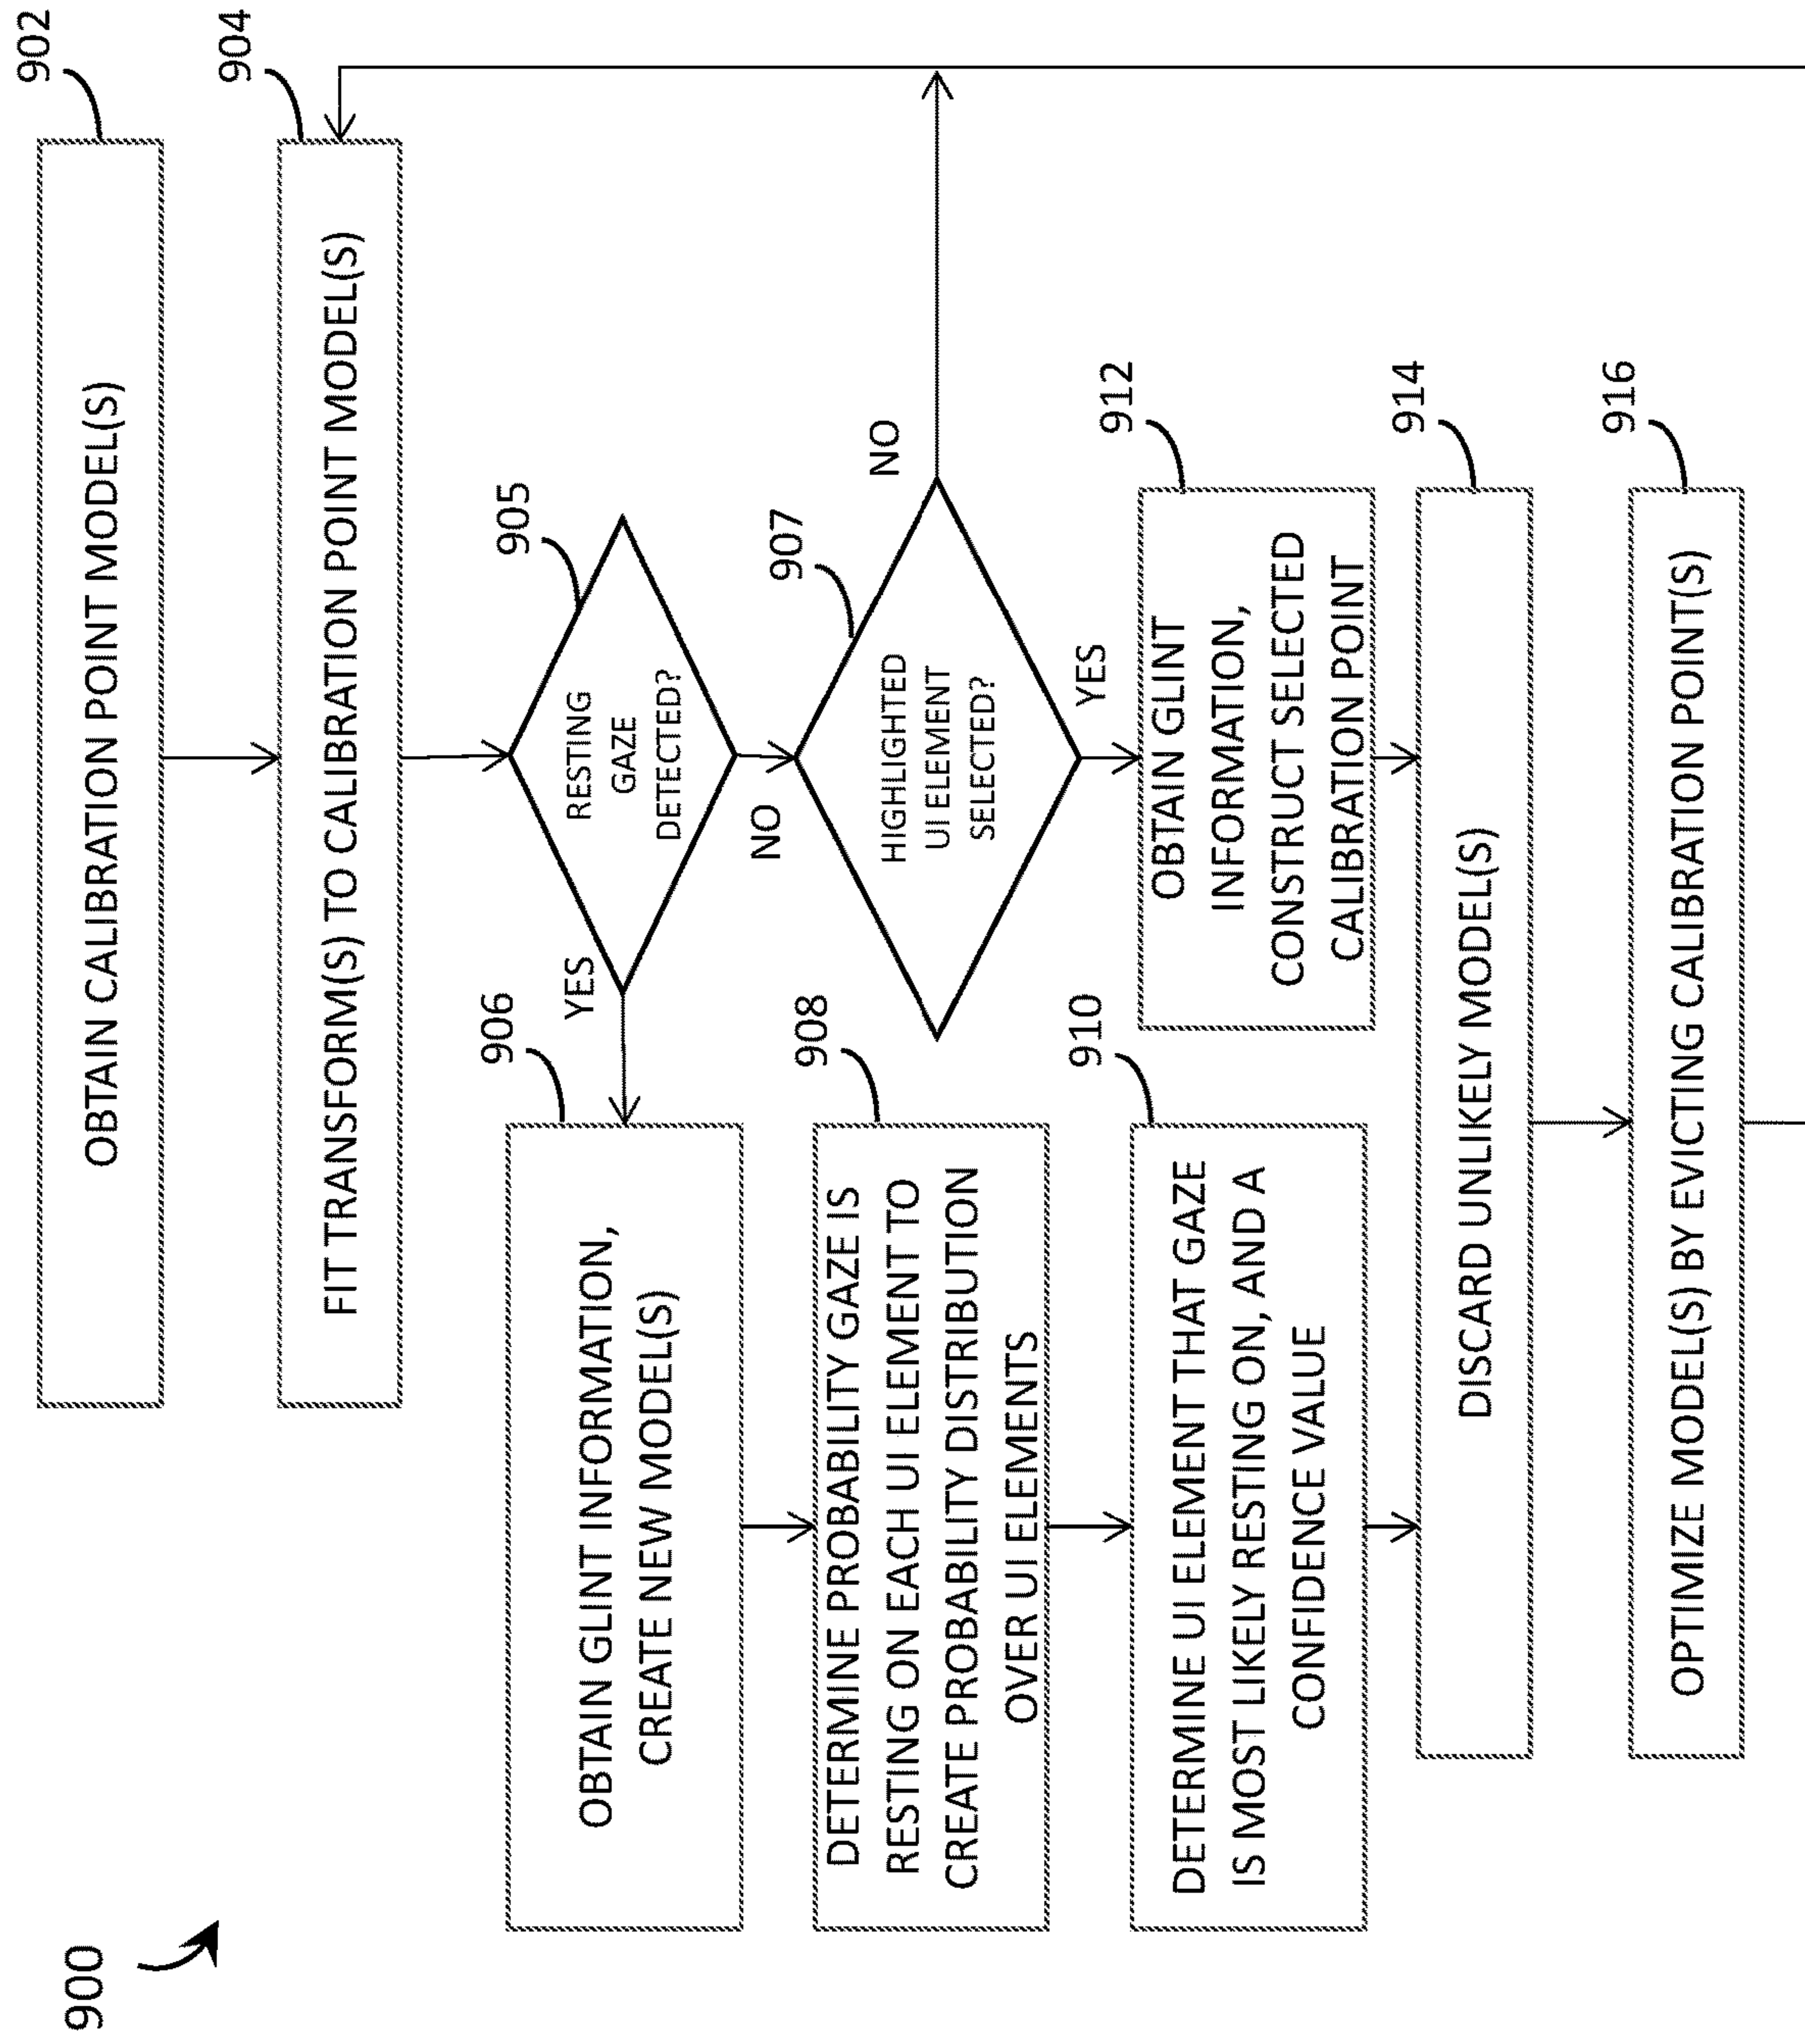 900
902
OBTAIN CALIBRATION POINT MODEL(S)
904
FIT TRANSFORM(S) TO CALIBRATION POINT MODEL(S)
905
RESTING
GAZE
DETECTED?
YES
NO
906
OBTAIN GLINT INFORMATION,
CREATE NEW MODEL(S)
907
HIGHLIGHTED
UI ELEMENT
SELECTED?
NO
YES
908
DETERMINE PROBABILITY GAZE IS
RESTING ON EACH UI ELEMENT TO
CREATE PROBABILITY DISTRIBUTION
OVER UI ELEMENTS
910
DETERMINE UI ELEMENT THAT GAZE
IS MOST LIKELY RESTING ON, AND A
CONFIDENCE VALUE
912
OBTAIN GLINT
INFORMATION,
CONSTRUCT SELECTED
CALIBRATION POINT
914
DISCARD UNLIKELY MODEL(S)
916
OPTIMIZE MODEL(S) BY EVICTING CALIBRATION POINT(S)